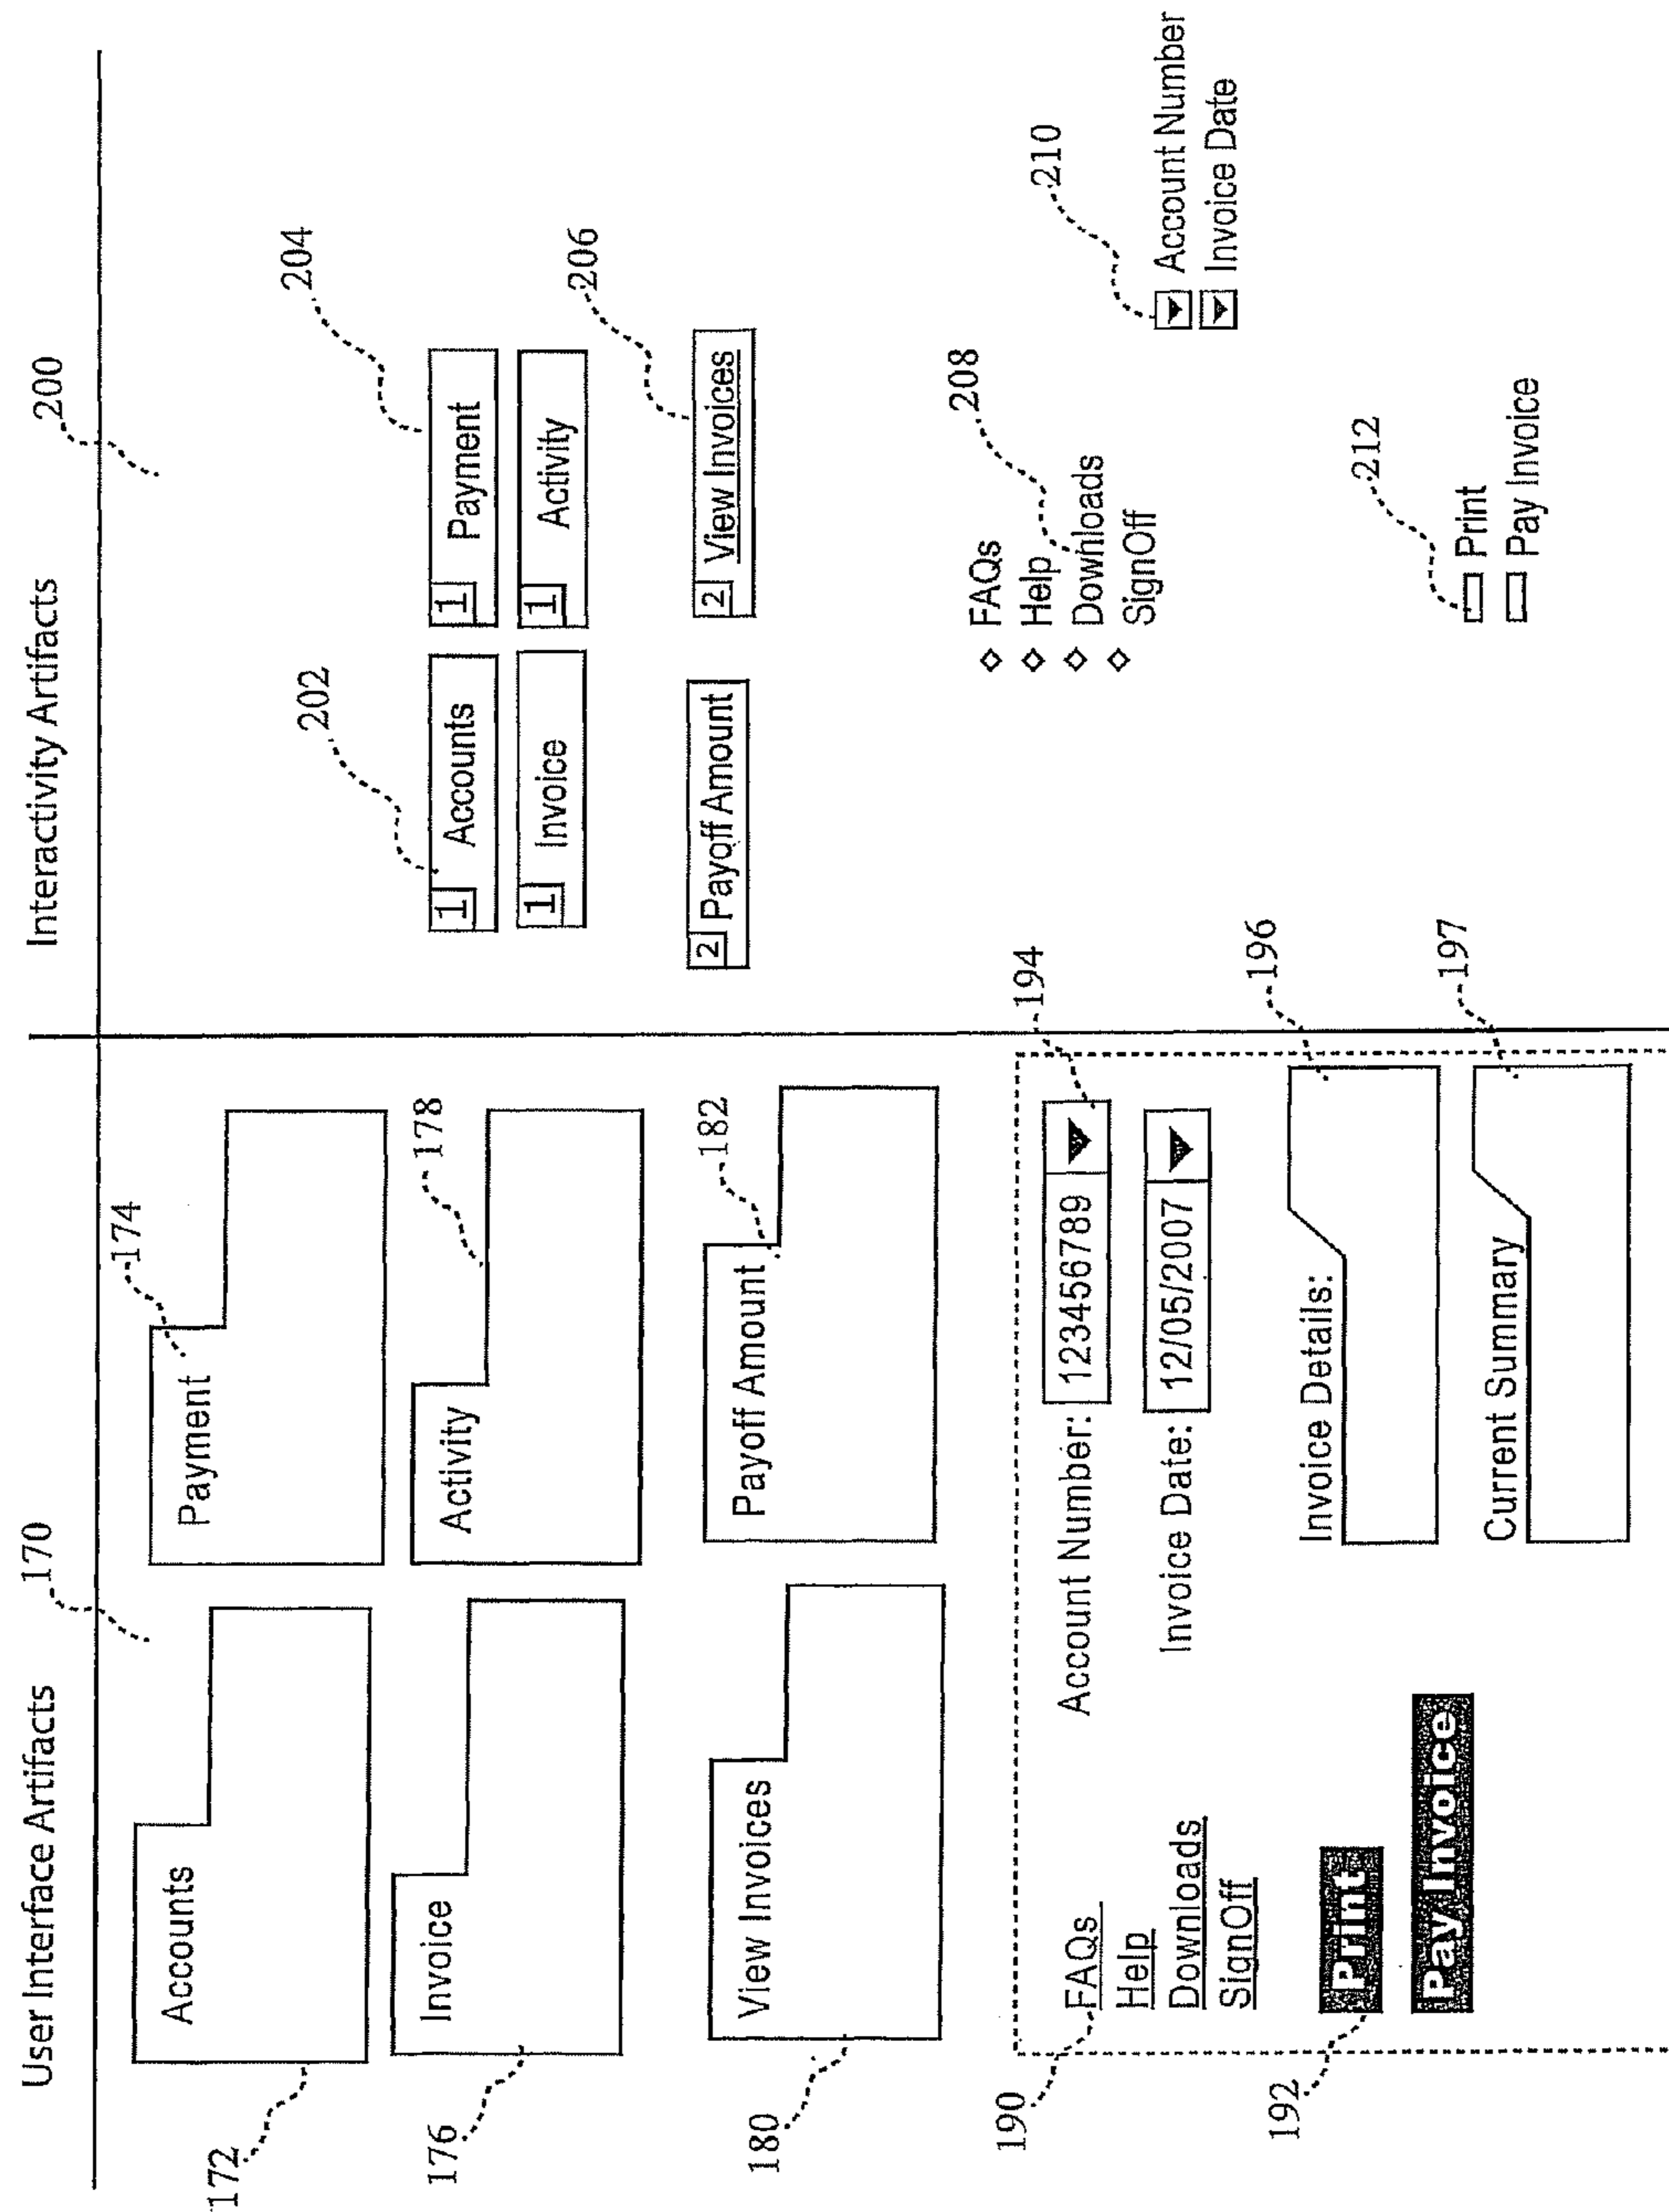 User Interface Artifacts
Interactivity Artifacts
170
200
172
Accounts
174
Payment
176
Invoice
178
Activity
180
View Invoices
182
Payoff Amount
190
FAQs
Help
Downloads
SignOff
192
Print
Pay Invoice
Account Number: 123456789
194
Invoice Date: 12/05/2007
Invoice Details:
196
Current Summary
197
202
204
1 Accounts
1 Payment
1 Invoice
1 Activity
206
2 Payoff Amount
2 View Invoices
208
FAQs
Help
Downloads
SignOff
210
Account Number
Invoice Date
212
Print
Pay Invoice